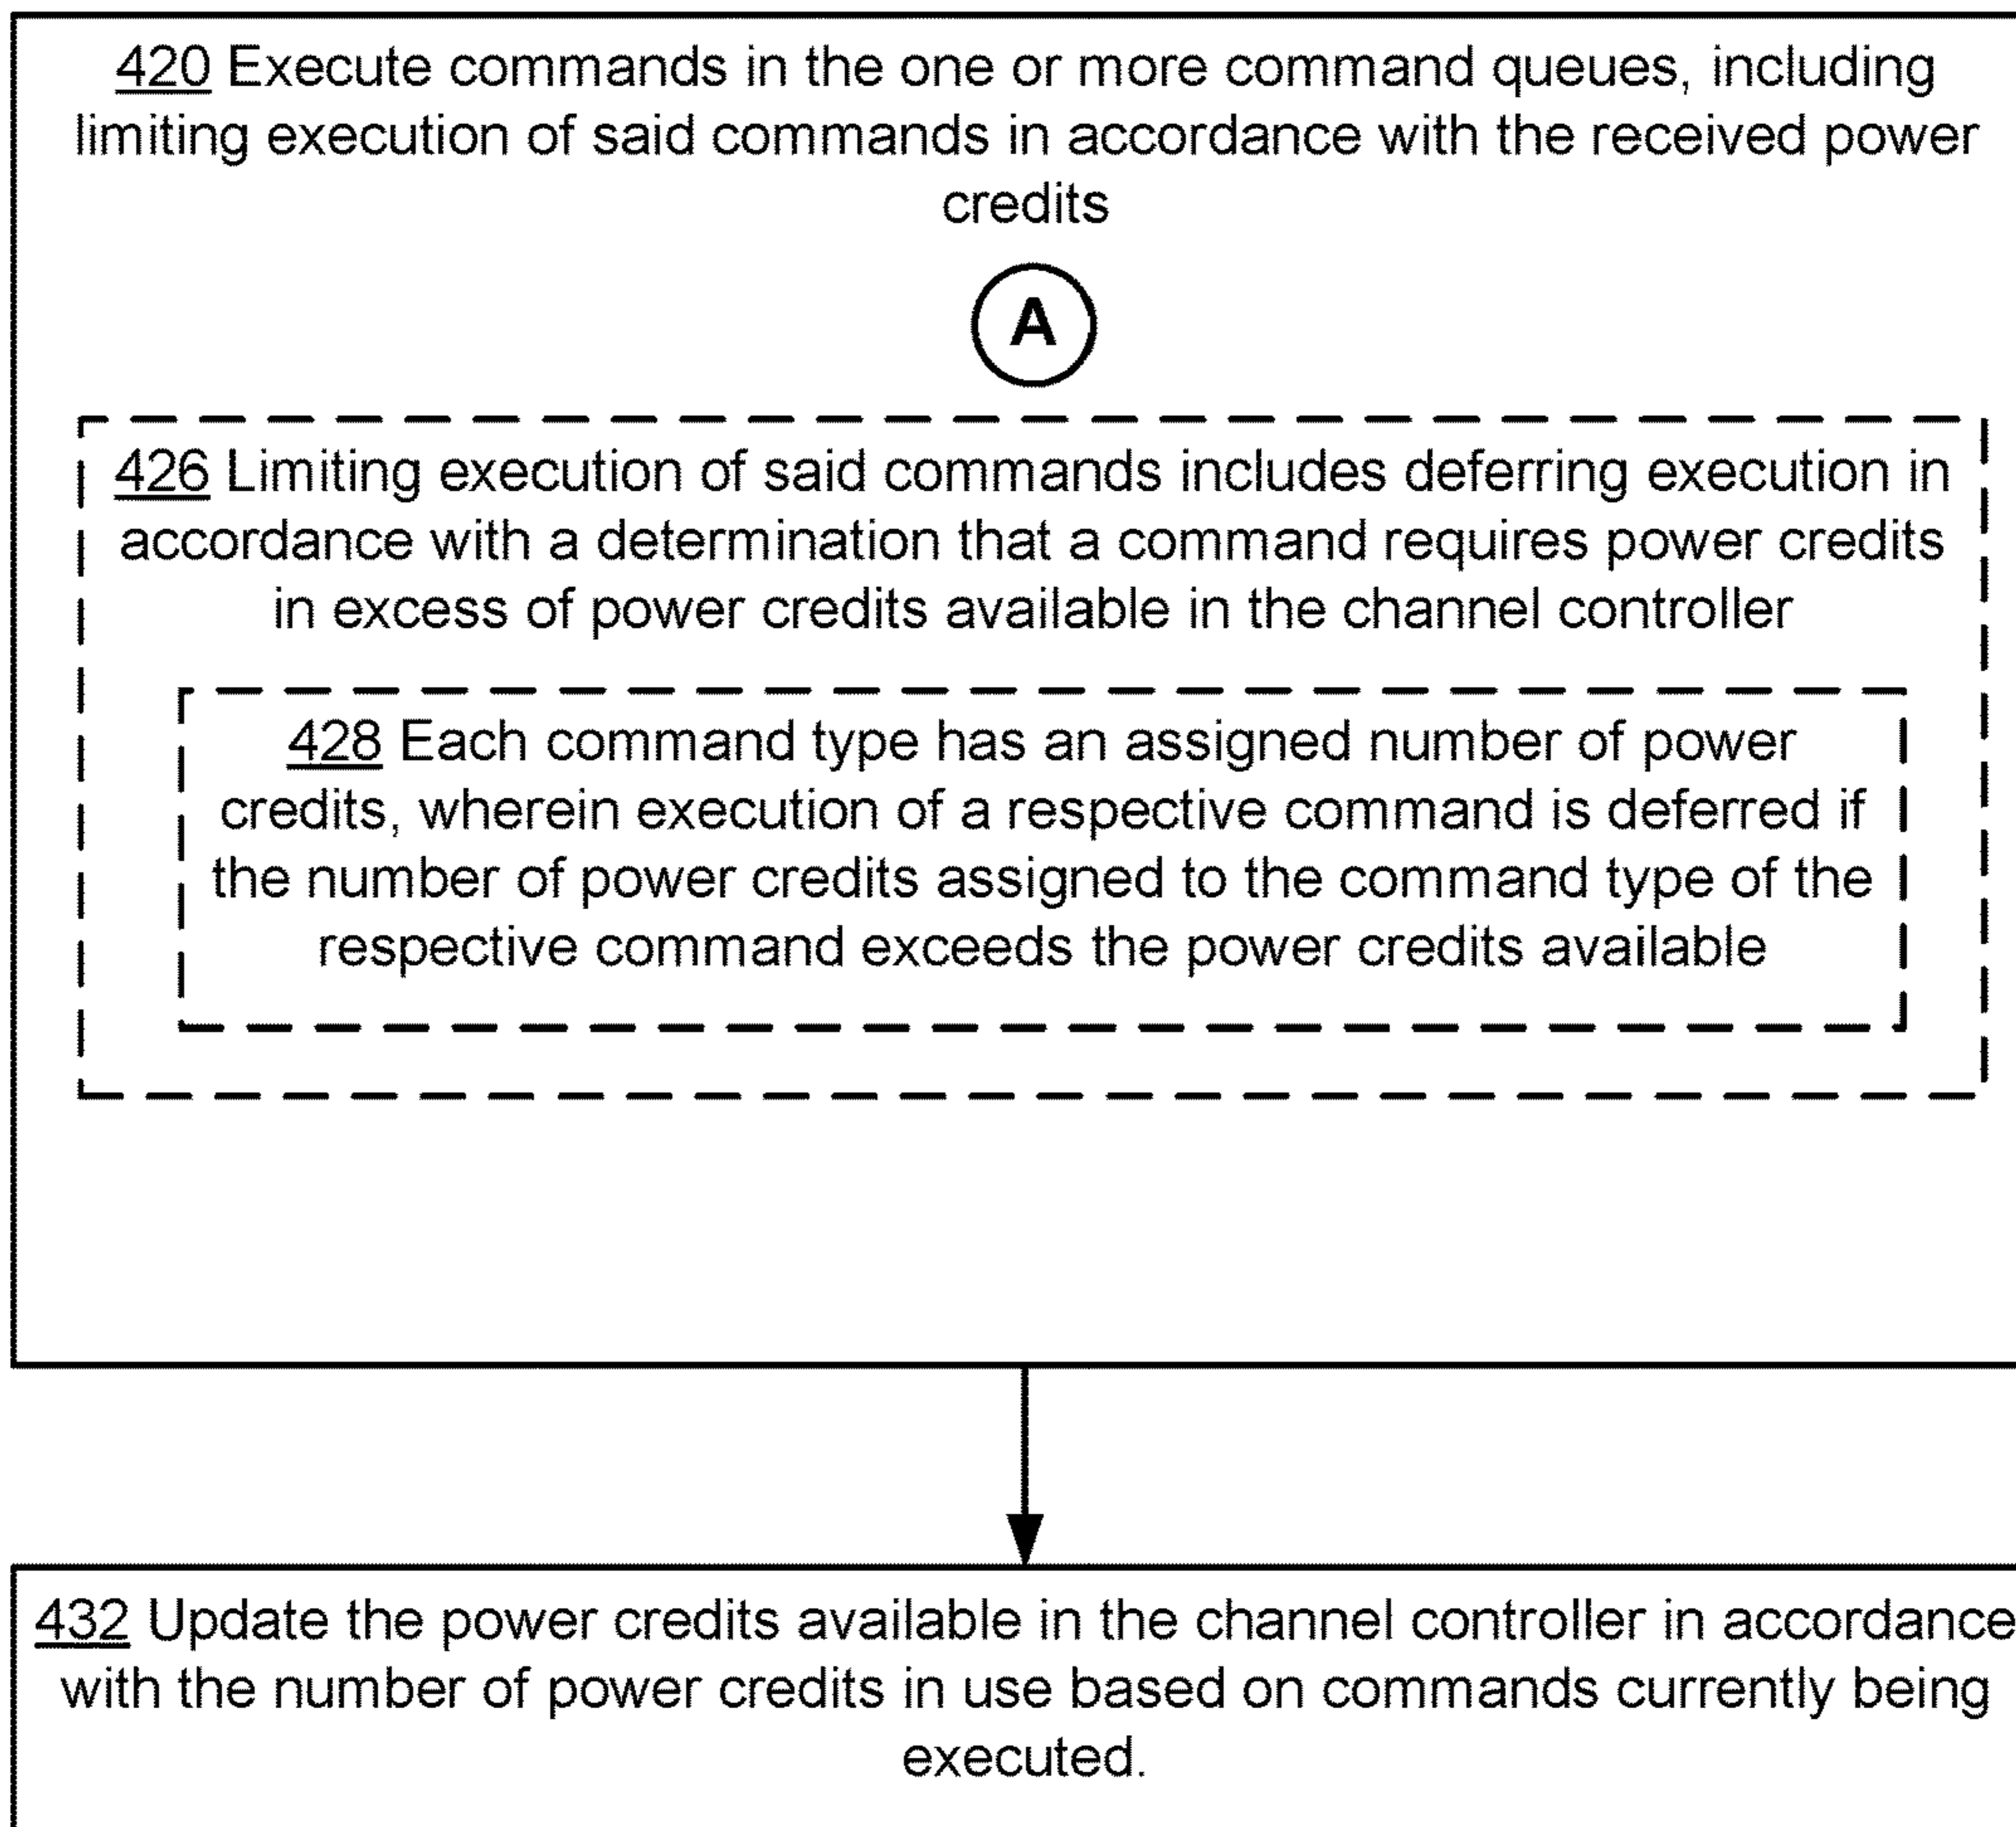 420 Execute commands in the one or more command queues, including
limiting execution of said commands in accordance with the received power
credits
A
426 Limiting execution of said commands includes deferring execution in
accordance with a determination that a command requires power credits
in excess of power credits available in the channel controller
428 Each command type has an assigned number of power
credits, wherein execution of a respective command is deferred if
the number of power credits assigned to the command type of the
respective command exceeds the power credits available
432 Update the power credits available in the channel controller in accordance
with the number of power credits in use based on commands currently being
executed.